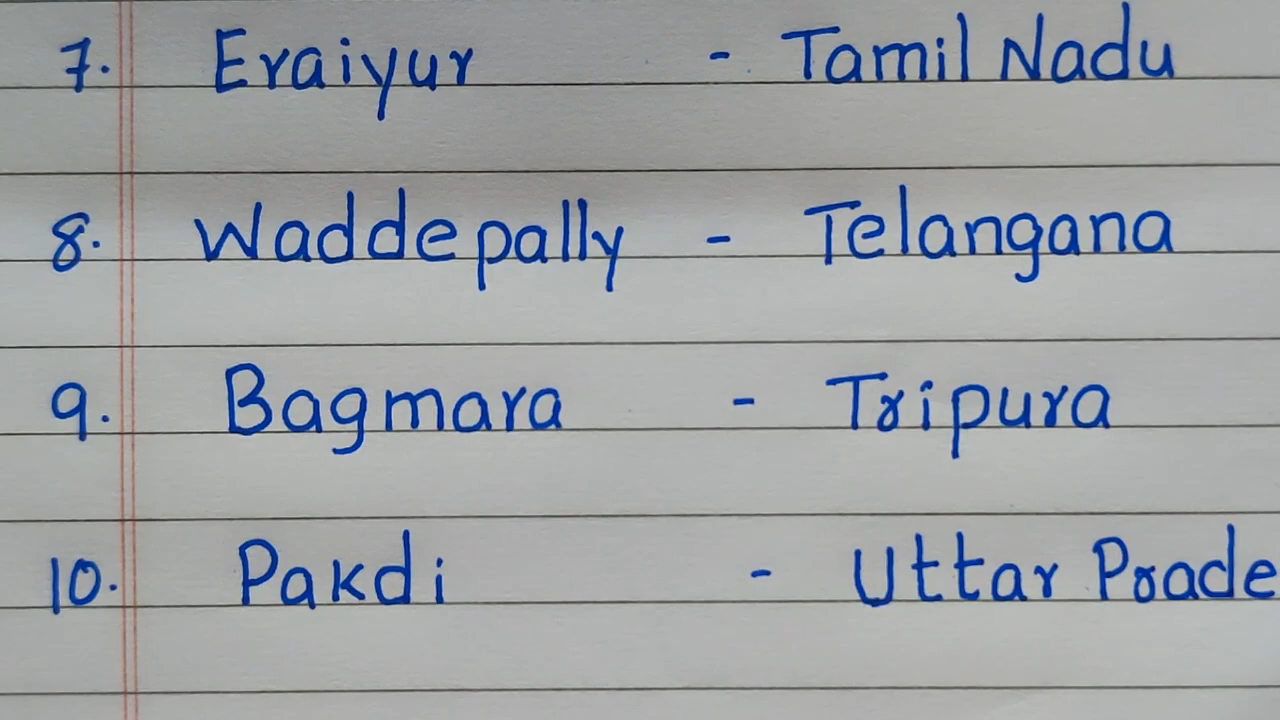 7. Eraiyur - Tamil Nadu
8. Waddepally - Telangana
9. Bagmara - Tripura
10. Pakdi - Uttar Prade